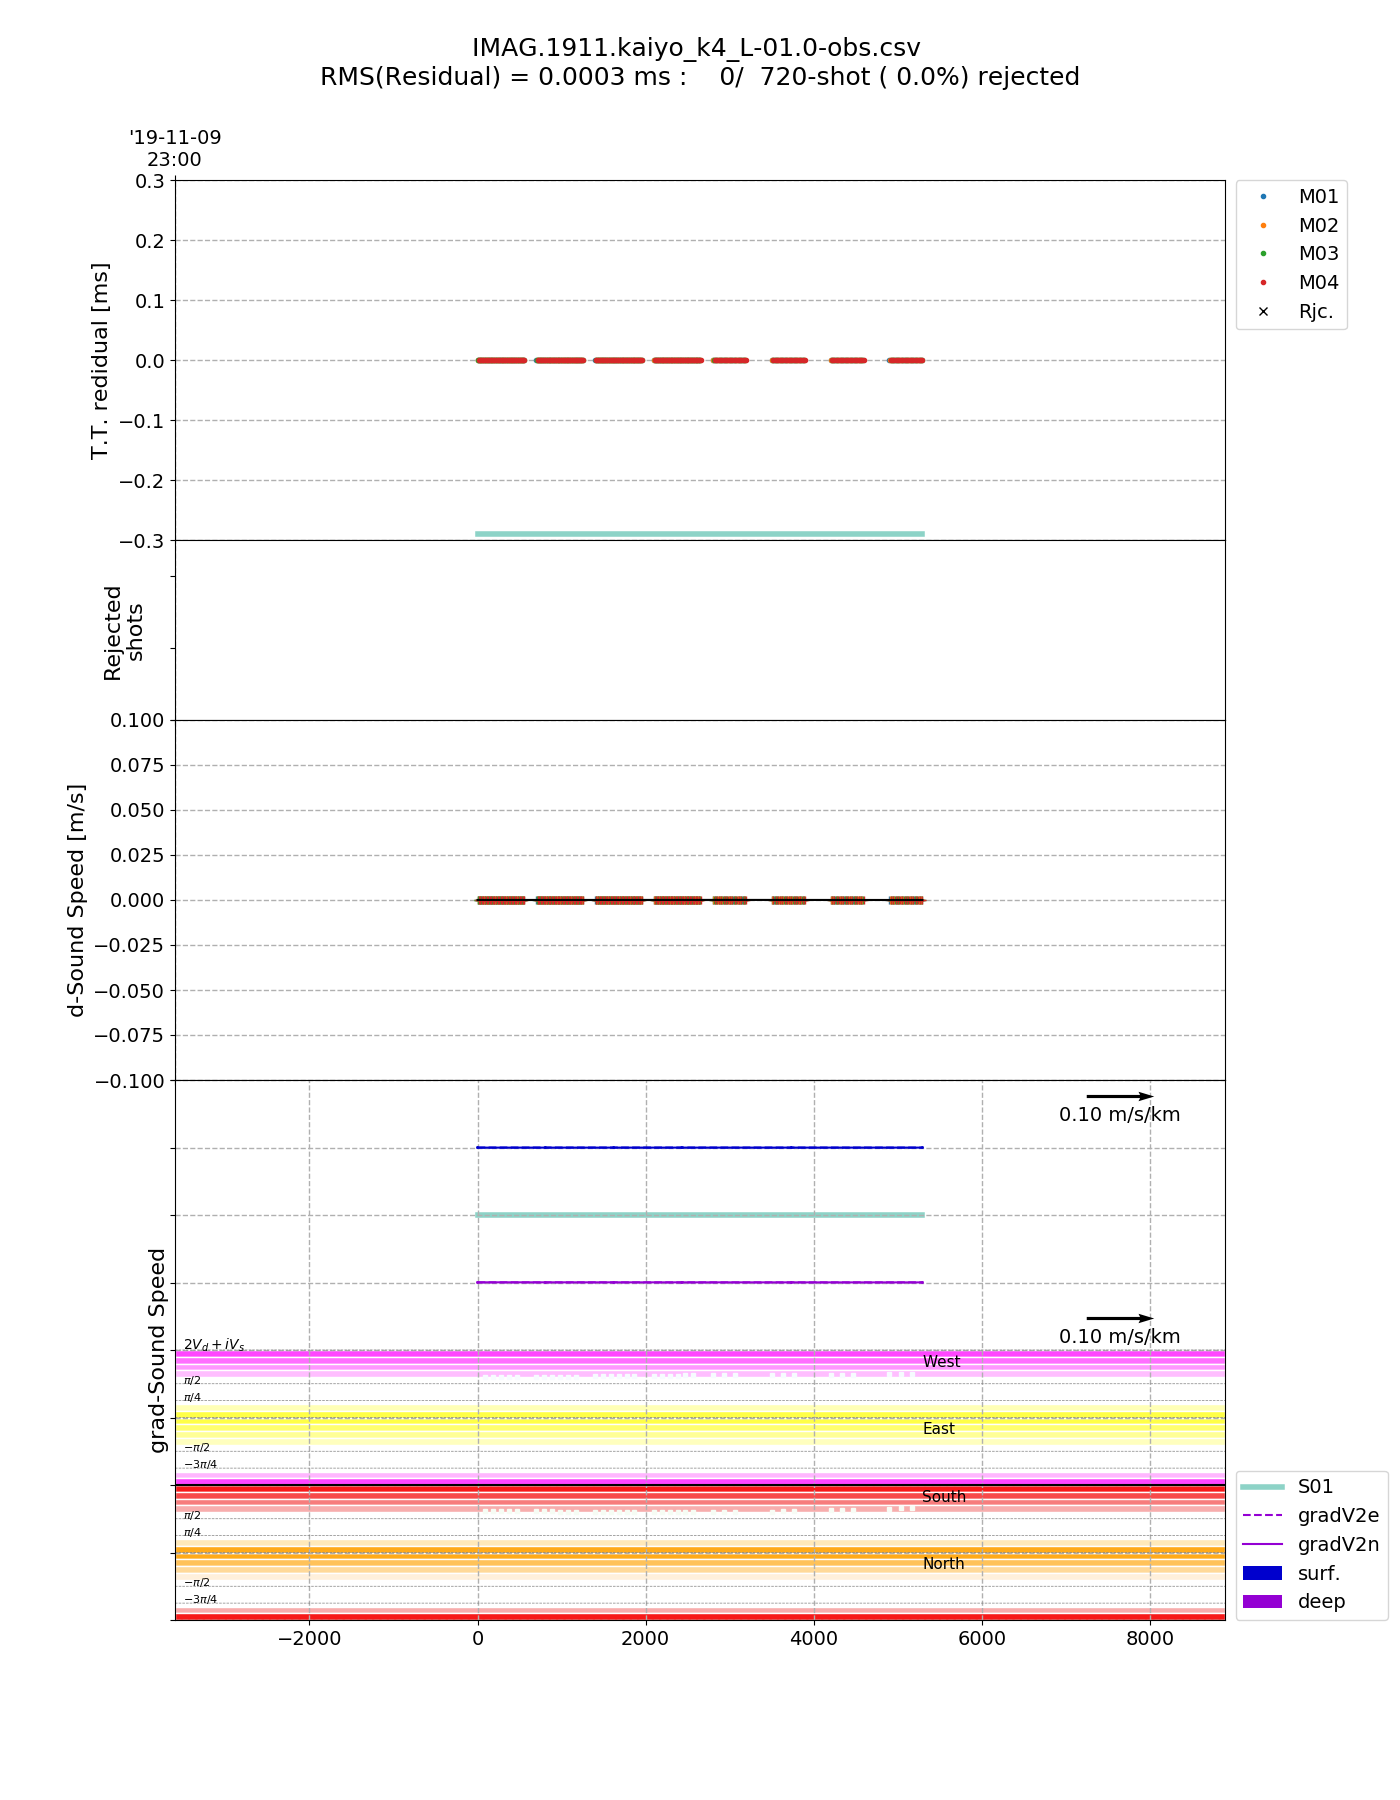 IMAG.1911.kaiyo_k4_L-01.0-obs.csv
RMS(Residual) = 0.0003 ms :    0/  720-shot ( 0.0%) rejected
'19-11-09
23:00
0.3
0.2
0.1
0.0
−0.1
−0.2
−0.3
T.T. redidual [ms]
M01
M02
M03
M04
Rjc.
Rejected
shots
0.100
0.075
0.050
0.025
0.000
−0.025
−0.050
−0.075
−0.100
d-Sound Speed [m/s]
0.10 m/s/km
0.10 m/s/km
grad-Sound Speed
2V_d + iV_s
West
π/2
π/4
East
−π/2
−3π/4
South
π/2
π/4
North
−π/2
−3π/4
S01
gradV2e
gradV2n
surf.
deep
−2000
0
2000
4000
6000
8000